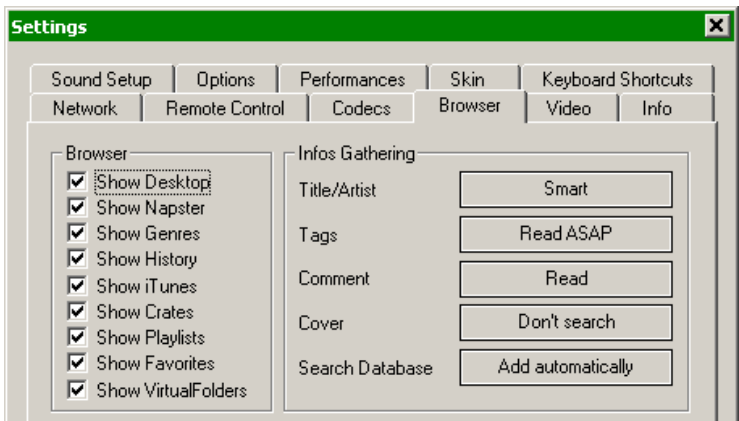 Settings
Sound Setup Options Performances Skin Keyboard Shortcuts
Network Remote Control Codecs Browser Video Info
Browser
Show Desktop
Show Napster
Show Genres
Show History
Show iTunes
Show Crates
Show Playlists
Show Favorites
Show VirtualFolders
Infos Gathering
Title/Artist Smart
Tags Read ASAP
Comment Read
Cover Don't search
Search Database Add automatically